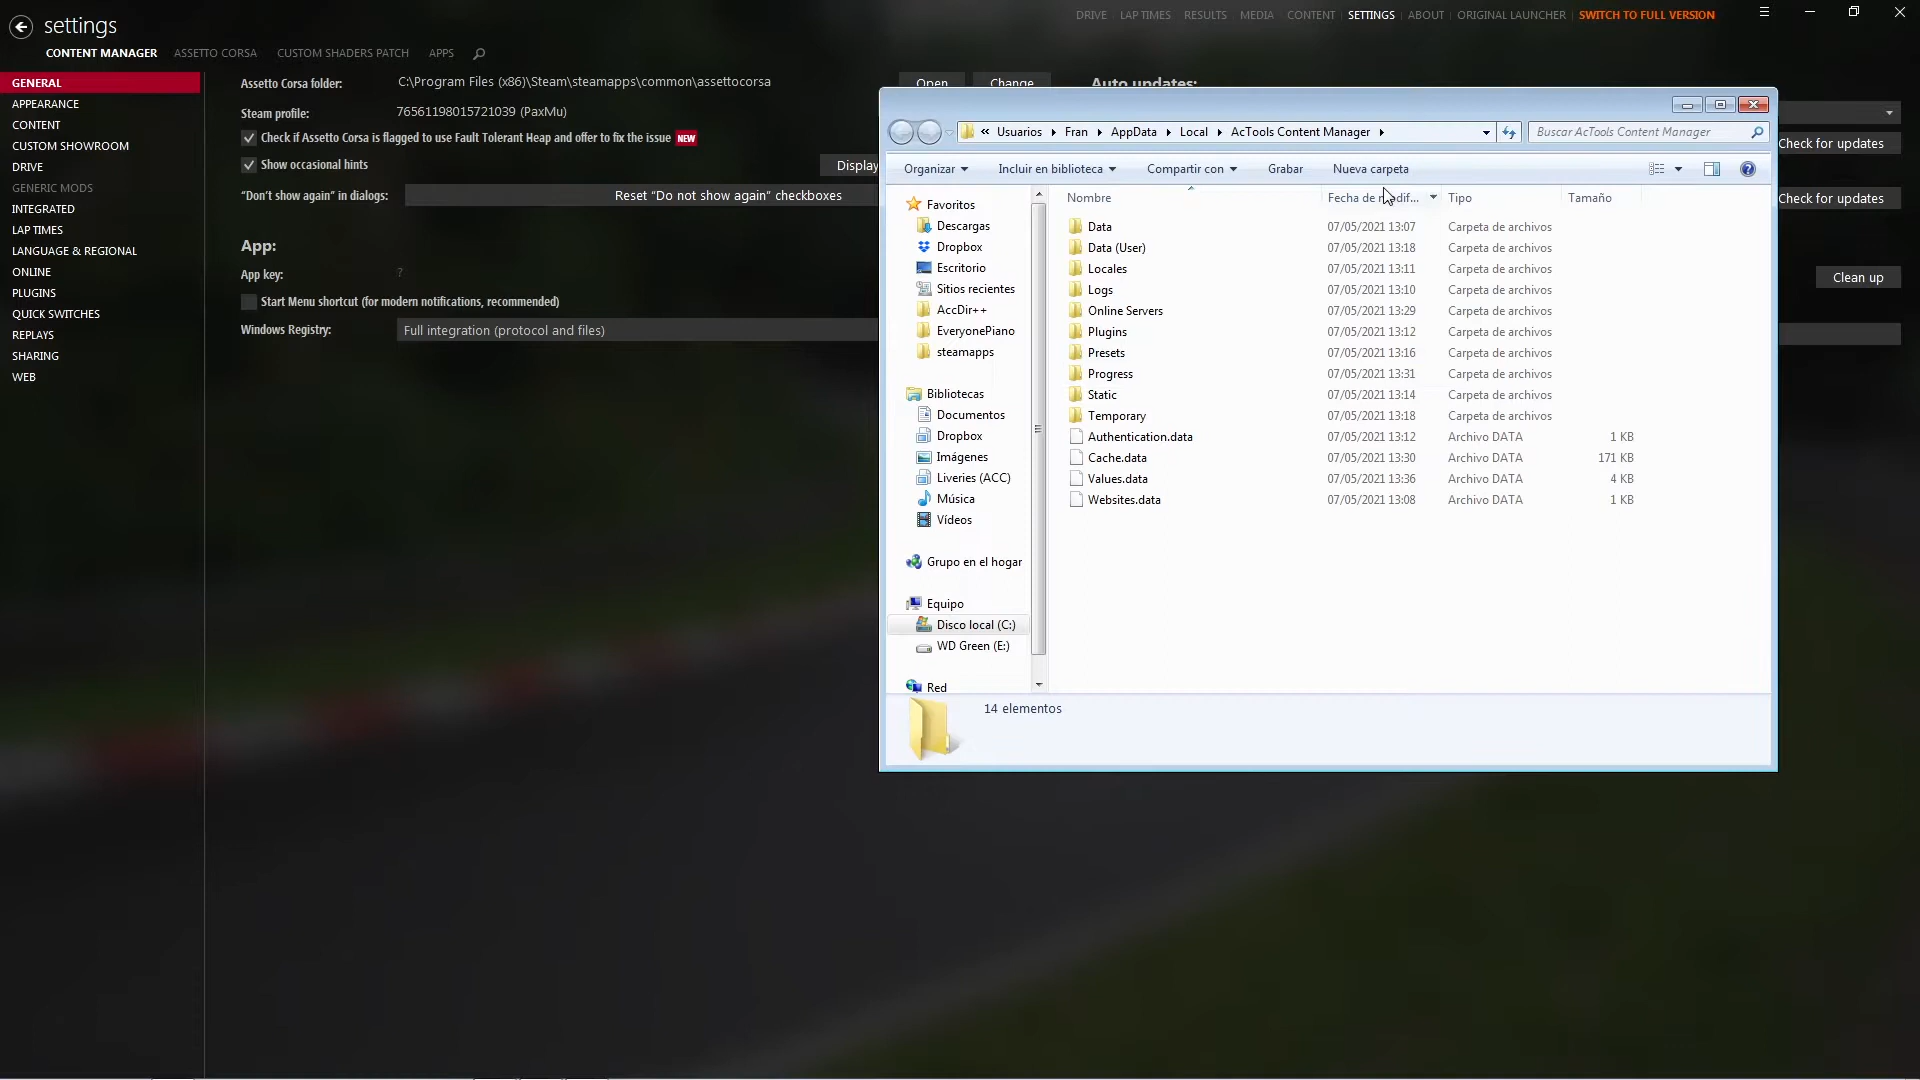 settings
DRIVE LAP TIMES RESULTS MEDIA CONTENT SETTINGS ABOUT ORIGINAL LAUNCHER SWITCH TO FULL VERSION
CONTENT MANAGER ASSETTO CORSA CUSTOM SHADERS PATCH APPS
GENERAL
APPEARANCE
CONTENT
CUSTOM SHOWROOM
DRIVE
GENERIC MODS
INTEGRATED
LAP TIMES
LANGUAGE & REGIONAL
ONLINE
PLUGINS
QUICK SWITCHES
REPLAYS
SHARING
WEB
Assetto Corsa folder: C:\Program Files (x86)\Steam\steamapps\common\assettocorsa Open Change
Steam profile: 76561198015721039 (PaxMu)
Check if Assetto Corsa is flagged to use Fault Tolerant Heap and offer to fix the issue NEW
Show occasional hints Display
“Don’t show again” in dialogs: Reset “Do not show again” checkboxes
App:
App key: ?
Start Menu shortcut (for modern notifications, recommended)
Windows Registry: Full integration (protocol and files)
Auto updates:
Check for updates
Check for updates
Clean up
« Usuarios Fran AppData Local AcTools Content Manager
Buscar AcTools Content Manager
Organizar Incluir en biblioteca Compartir con Grabar Nueva carpeta
Favoritos
Descargas
Dropbox
Escritorio
Sitios recientes
AccDir++
EveryonePiano
steamapps
Bibliotecas
Documentos
Dropbox
Imágenes
Liveries (ACC)
Música
Vídeos
Grupo en el hogar
Equipo
Disco local (C:)
WD Green (E:)
Red
Nombre Fecha de modif... Tipo Tamaño
Data 07/05/2021 13:07 Carpeta de archivos
Data (User) 07/05/2021 13:18 Carpeta de archivos
Locales 07/05/2021 13:11 Carpeta de archivos
Logs 07/05/2021 13:10 Carpeta de archivos
Online Servers 07/05/2021 13:29 Carpeta de archivos
Plugins 07/05/2021 13:12 Carpeta de archivos
Presets 07/05/2021 13:16 Carpeta de archivos
Progress 07/05/2021 13:31 Carpeta de archivos
Static 07/05/2021 13:14 Carpeta de archivos
Temporary 07/05/2021 13:18 Carpeta de archivos
Authentication.data 07/05/2021 13:12 Archivo DATA 1 KB
Cache.data 07/05/2021 13:30 Archivo DATA 171 KB
Values.data 07/05/2021 13:36 Archivo DATA 4 KB
Websites.data 07/05/2021 13:08 Archivo DATA 1 KB
14 elementos